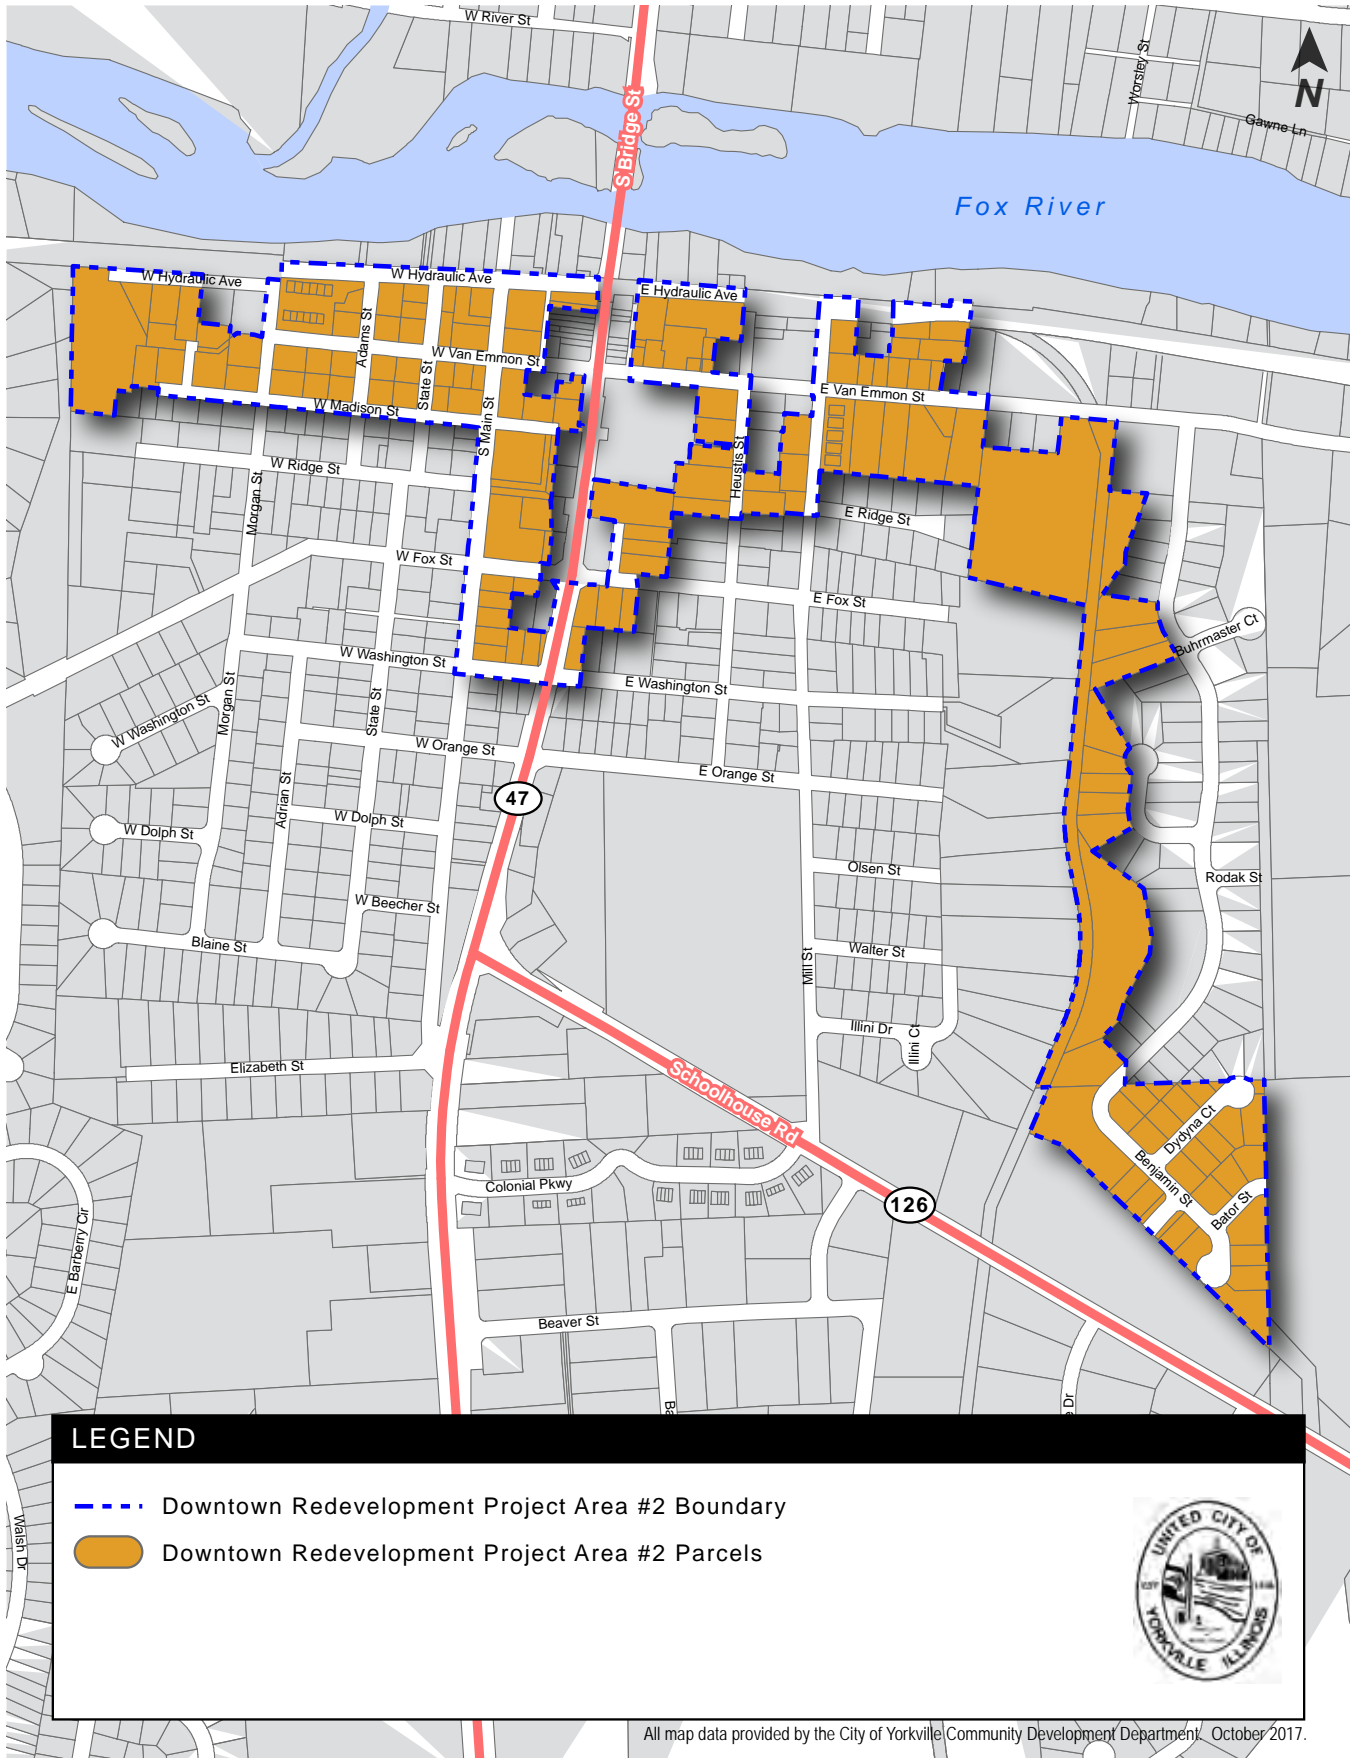 W River St
S Bridge St
Worsley St
Gawne Ln
N
Fox River
W Hydraulic Ave
W Hydraulic Ave
E Hydraulic Ave
Adams St
W Van Emmon St
State St
E Van Emmon St
W Madison St
S Main St
Heustis St
W Ridge St
Morgan St
E Ridge St
W Fox St
E Fox St
Buhrmaster Ct
W Washington St
E Washington St
W Washington St
Morgan St
State St
W Orange St
E Orange St
47
Adrian St
W Dolph St
W Dolph St
Olsen St
Rodak St
W Beecher St
Blaine St
Walter St
Mill St
Illini Dr
Illini Ct
Elizabeth St
Schoolhouse Rd
Dydyna Ct
Benjamin St
Bator St
Colonial Pkwy
126
E Barberry Cir
Beaver St
Ba
e Dr
Walsh Dr
LEGEND
Downtown Redevelopment Project Area #2 Boundary
Downtown Redevelopment Project Area #2 Parcels
UNITED CITY OF
EST
YORKVILLE ILLINOIS
All map data provided by the City of Yorkville Community Development Department. October 2017.